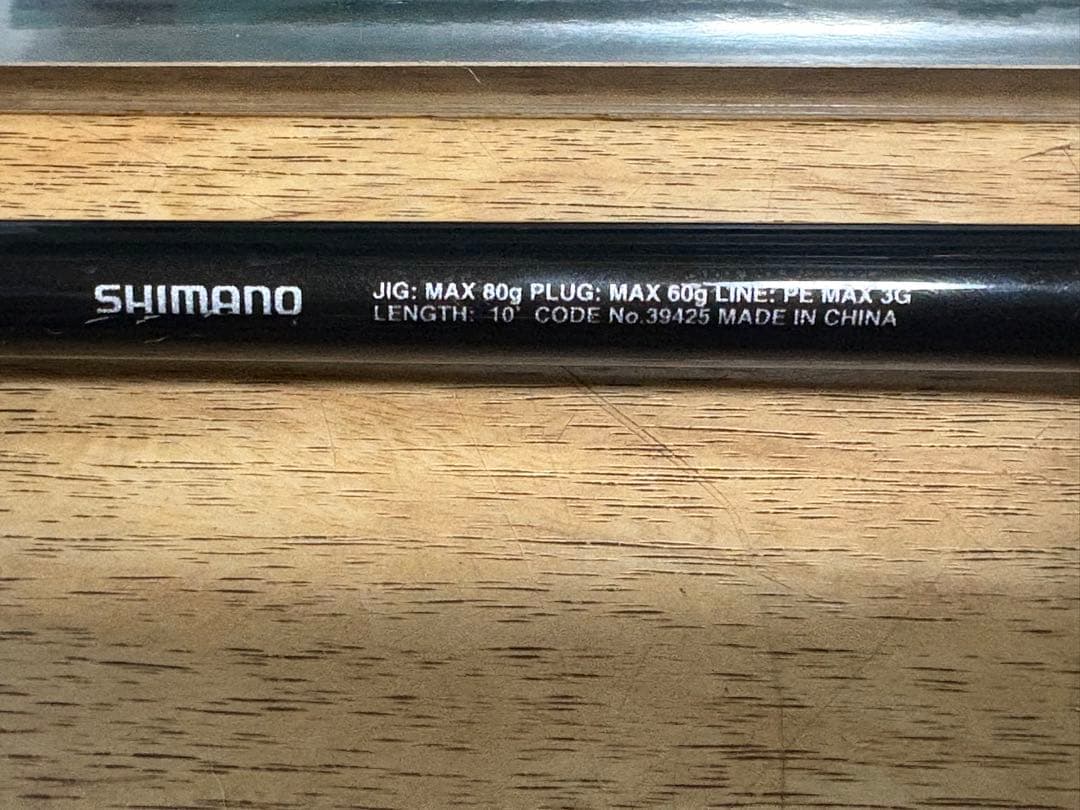 SHIMANO
JIG: MAX 80g PLUG: MAX 60g LINE: PE MAX 3G
LENGTH: 10' CODE No.39425 MADE IN CHINA